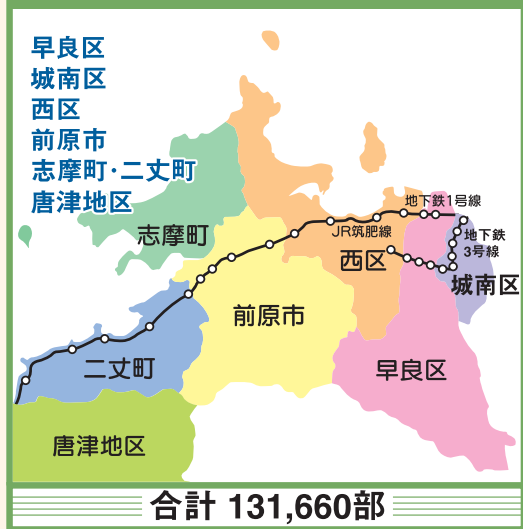 早良区
城南区
西区
前原市
志摩町・二丈町
唐津地区
地下鉄1号線
JR筑肥線
地下鉄
3号線
志摩町
西区
城南区
前原市
二丈町
早良区
唐津地区
合計 131,660部